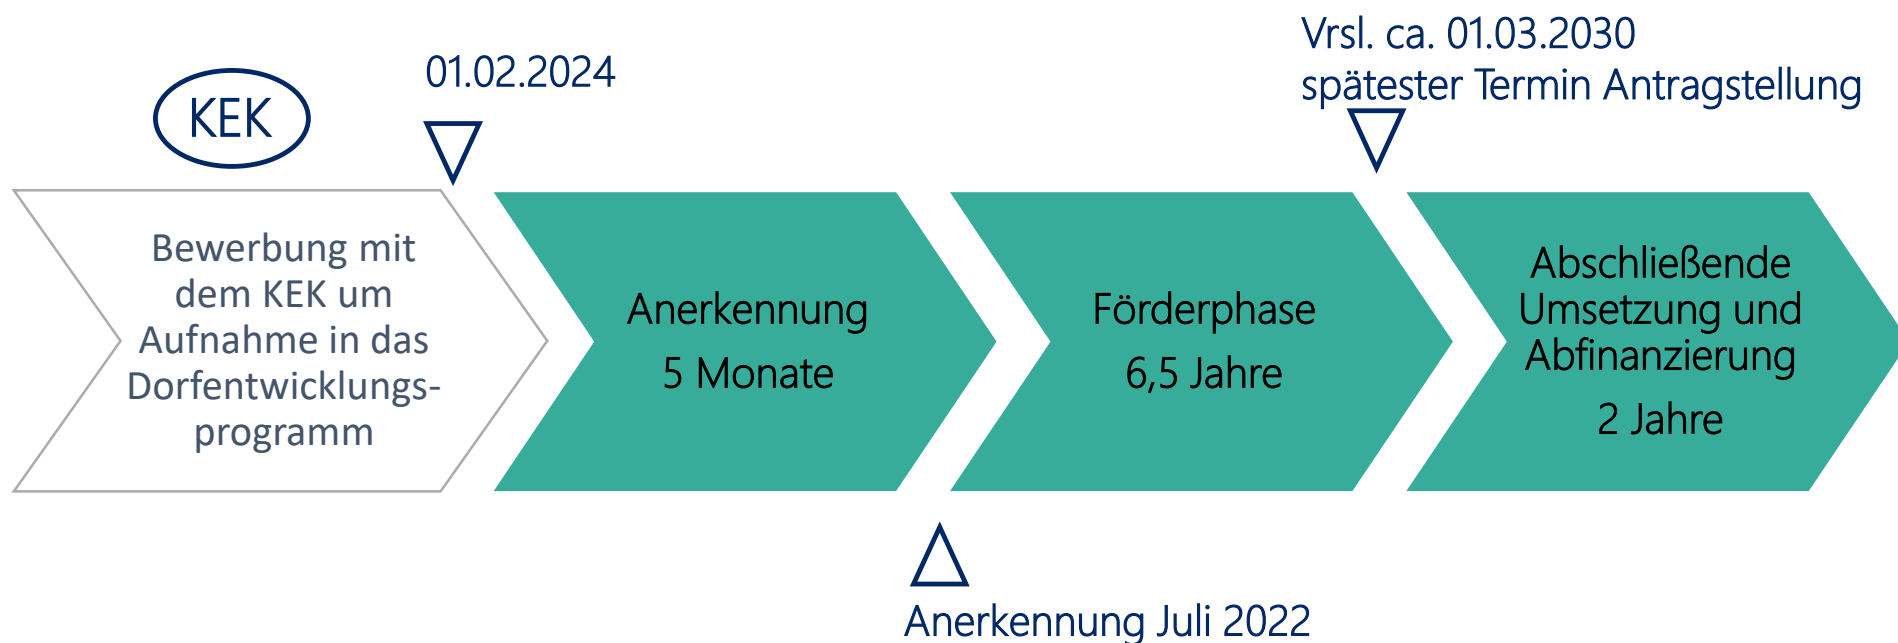 KEK
01.02.2024
Vrsl. ca. 01.03.2030
spätester Termin Antragstellung
Bewerbung mit
dem KEK um
Aufnahme in das
Dorfentwicklungs-
programm
Anerkennung
5 Monate
Förderphase
6,5 Jahre
Abschließende
Umsetzung und
Abfinanzierung
2 Jahre
Anerkennung Juli 2022